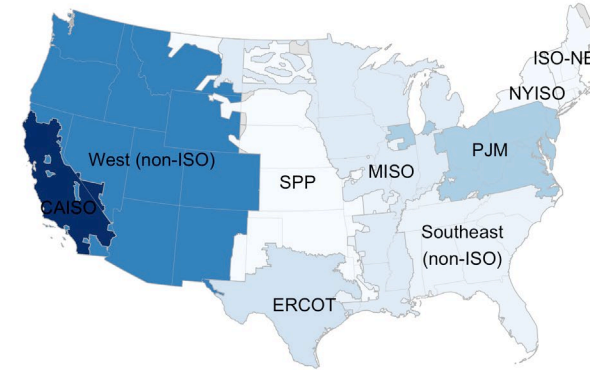 ISO-NE
NYISO
West (non-ISO)
PJM
MISO
SPP
CAISO
Southeast
(non-ISO)
ERCOT